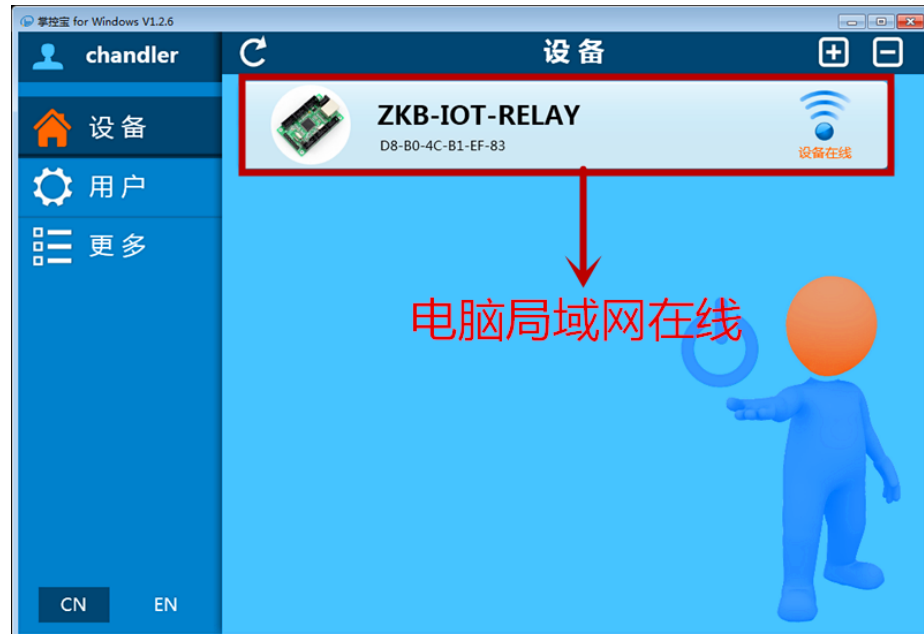 掌控宝 for Windows V1.2.6
chandler
设备
设备
用户
更多
ZKB-IOT-RELAY
D8-B0-4C-B1-EF-83
设备在线
电脑局域网在线
CN
EN